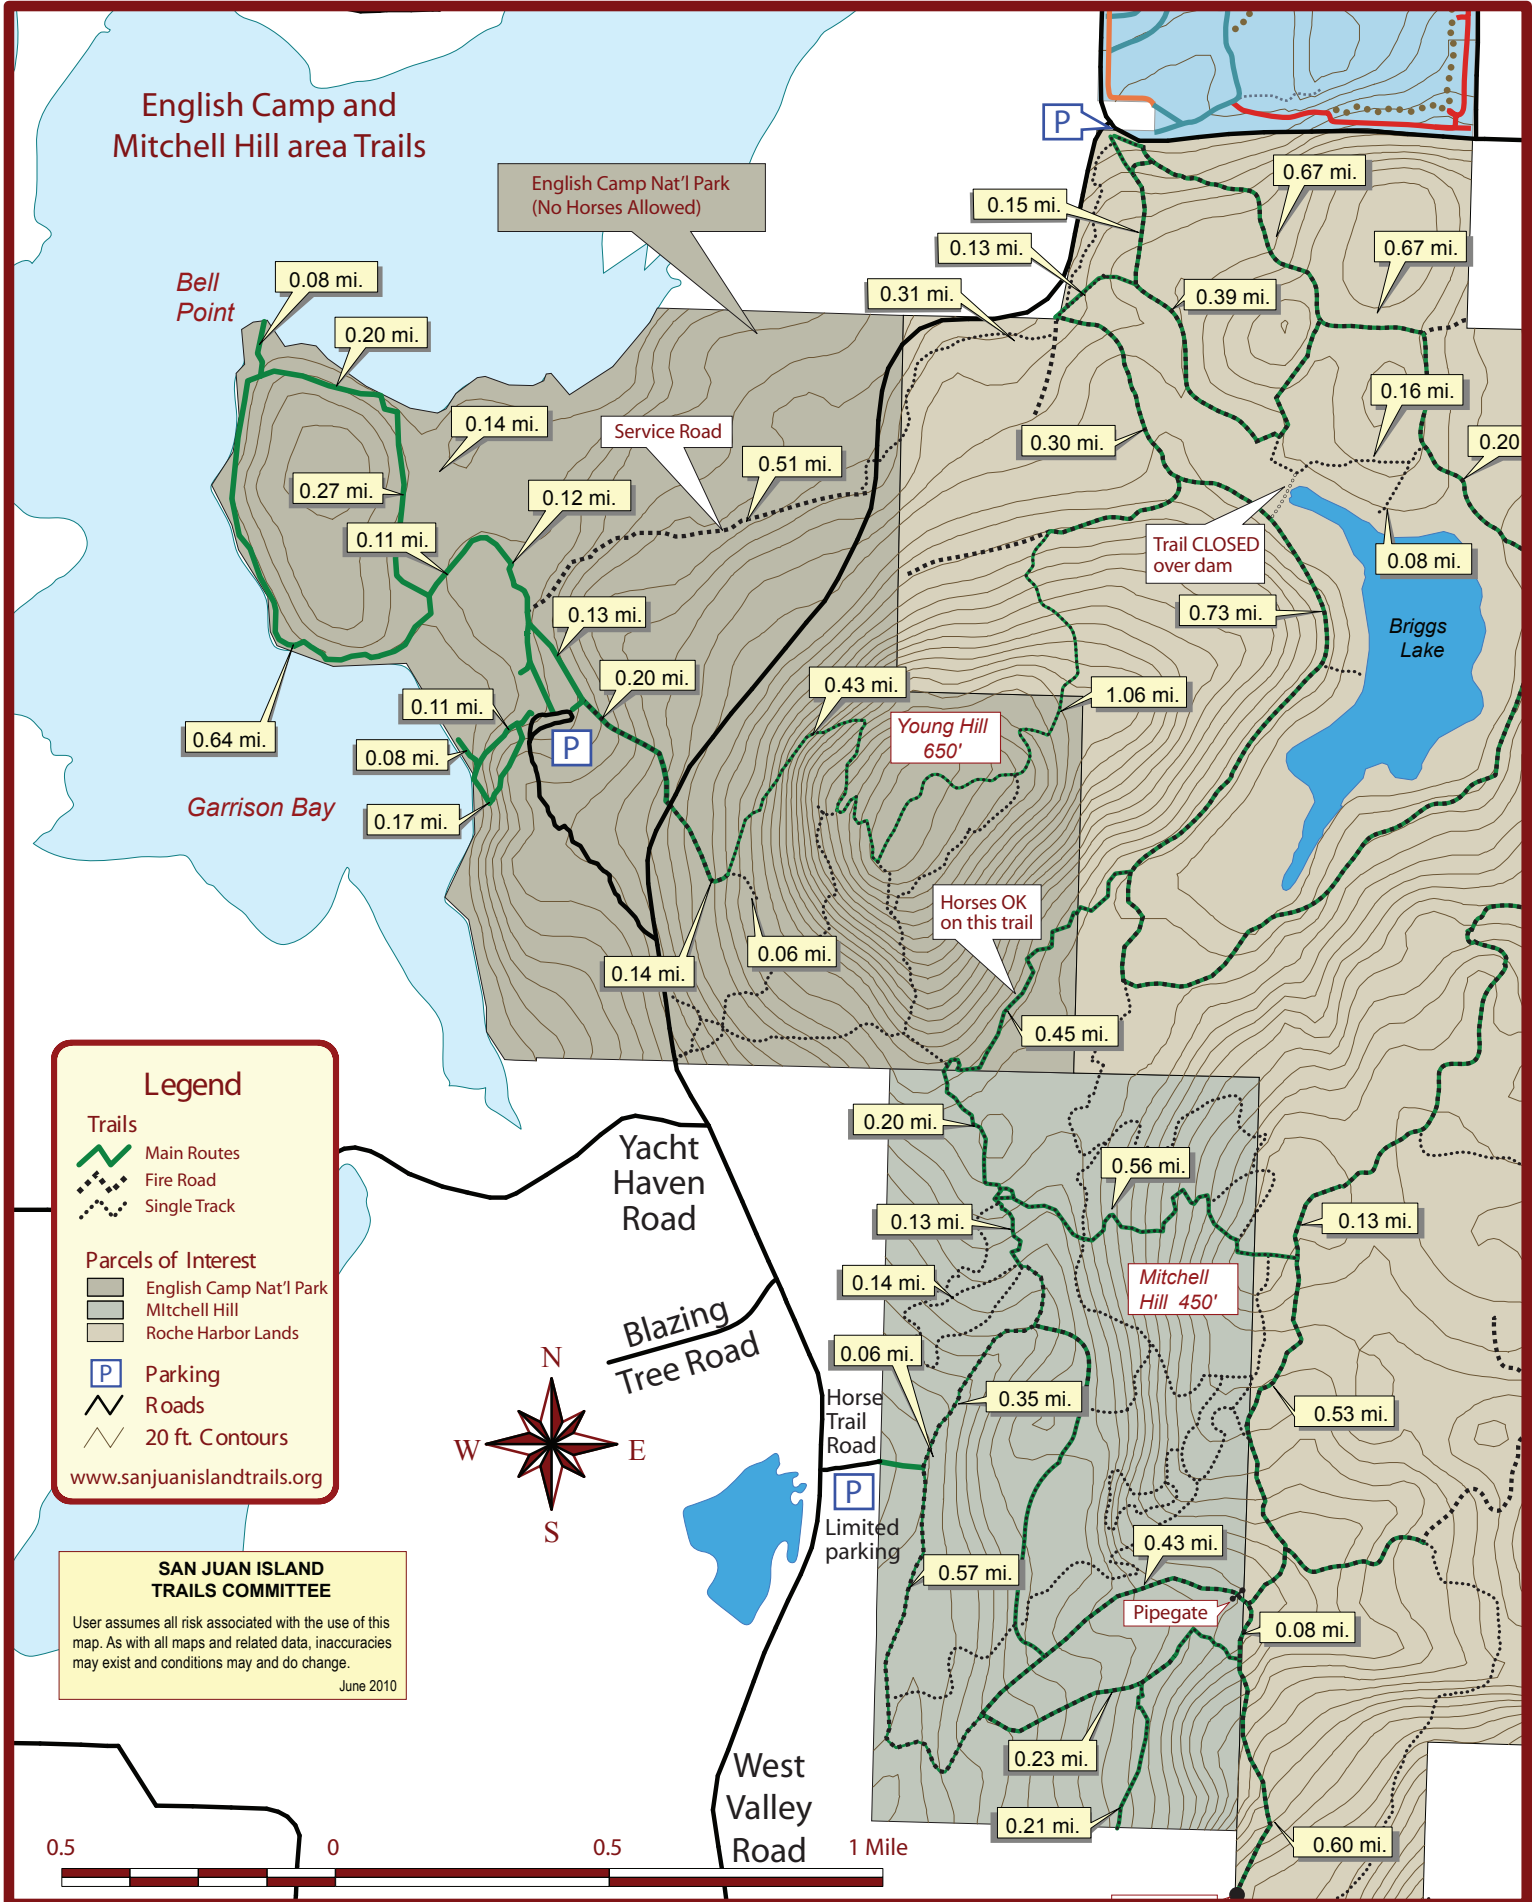 English Camp and
Mitchell Hill area Trails
P
English Camp Nat'l Park
(No Horses Allowed)
0.67 mi.
0.15 mi.
0.13 mi.
0.67 mi.
Bell
Point
0.08 mi.
0.31 mi.
0.39 mi.
0.20 mi.
0.16 mi.
0.14 mi.
Service Road
0.30 mi.
0.20
0.51 mi.
0.27 mi.
0.12 mi.
0.11 mi.
Trail CLOSED
over dam
0.08 mi.
0.13 mi.
0.73 mi.
Briggs
Lake
0.20 mi.
0.43 mi.
1.06 mi.
0.11 mi.
Young Hill
650'
0.64 mi.
0.08 mi.
P
Garrison Bay
0.17 mi.
Horses OK
on this trail
0.14 mi.
0.06 mi.
0.45 mi.
Legend
Trails
Main Routes
Fire Road
Single Track
Parcels of Interest
English Camp Nat'l Park
MItchell Hill
Roche Harbor Lands
P Parking
Roads
20 ft. Contours
www.sanjuanislandtrails.org
0.20 mi.
Yacht
Haven
Road
0.56 mi.
0.13 mi.
0.13 mi.
0.14 mi.
Mitchell
Hill 450'
Blazing
Tree Road
0.06 mi.
0.35 mi.
0.53 mi.
Horse
Trail
Road
N
W
E
S
P
Limited
parking
0.43 mi.
0.57 mi.
Pipegate
0.08 mi.
SAN JUAN ISLAND
TRAILS COMMITTEE
User assumes all risk associated with the use of this
map. As with all maps and related data, inaccuracies
may exist and conditions may and do change.
June 2010
0.23 mi.
West
Valley
Road
0.21 mi.
0.60 mi.
0.5 0 0.5 1 Mile